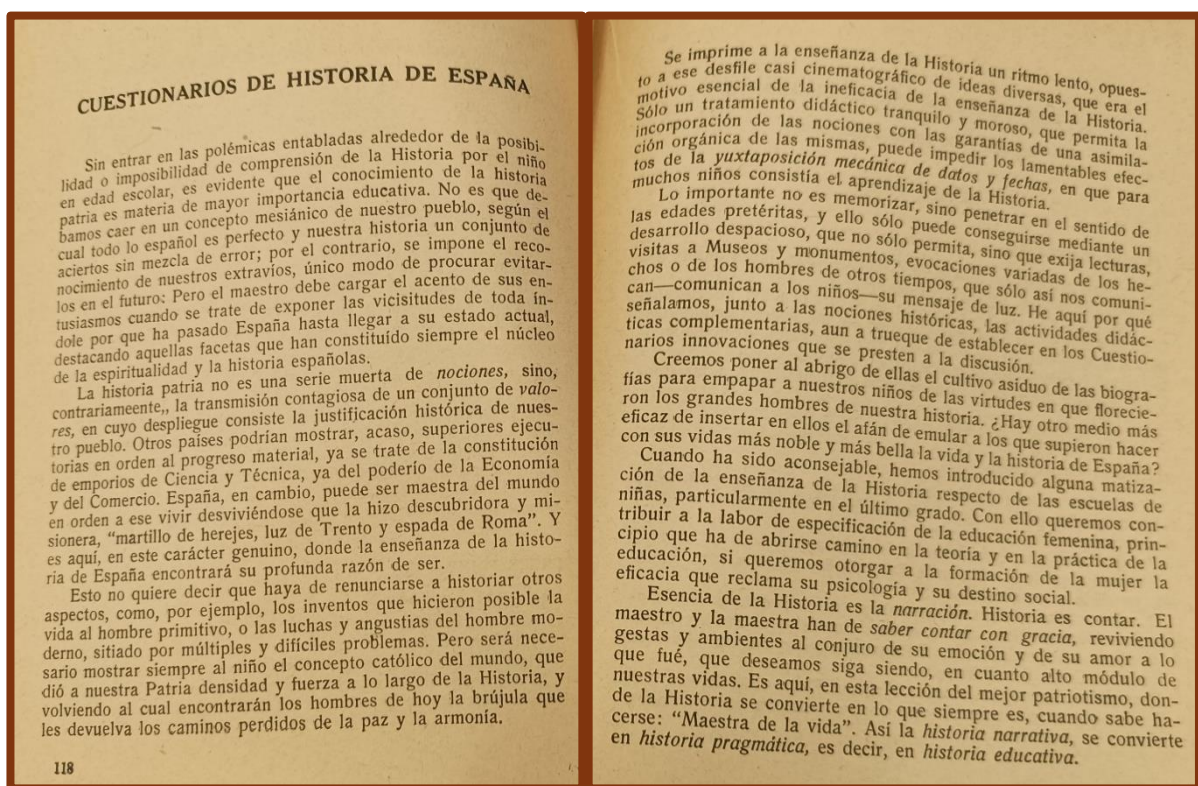 CUESTIONARIOS DE HISTORIA DE ESPAÑA
Sin entrar en las polémicas entabladas alrededor de la posibi-
lidad o imposibilidad de comprensión de la Historia por el niño
en edad escolar, es evidente que el conocimiento de la historia
patria es materia de mayor importancia educativa. No es que de-
bamos caer en un concepto mesiánico de nuestro pueblo, según el
cual todo lo español es perfecto y nuestra historia un conjunto de
aciertos sin mezcla de error; por el contrario, se impone el reco-
nocimiento de nuestros extravíos, único modo de procurar evitar-
los en el futuro: Pero el maestro debe cargar el acento de sus en-
tusiasmos cuando se trate de exponer las vicisitudes de toda ín-
dole por que ha pasado España hasta llegar a su estado actual,
destacando aquellas facetas que han constituído siempre el núcleo
de la espiritualidad y la historia españolas.
La historia patria no es una serie muerta de nociones, sino,
contrariameente,, la transmisión contagiosa de un conjunto de valo-
res, en cuyo despliegue consiste la justificación histórica de nues-
tro pueblo. Otros países podrían mostrar, acaso, superiores ejecu-
torias en orden al progreso material, ya se trate de la constitución
de emporios de Ciencia y Técnica, ya del poderío de la Economía
y del Comercio. España, en cambio, puede ser maestra del mundo
en orden a ese vivir desviviéndose que la hizo descubridora y mi-
sionera, "martillo de herejes, luz de Trento y espada de Roma". Y
es aquí, en este carácter genuino, donde la enseñanza de la histo-
ria de España encontrará su profunda razón de ser.
Esto no quiere decir que haya de renunciarse a historiar otros
aspectos, como, por ejemplo, los inventos que hicieron posible la
vida al hombre primitivo, o las luchas y angustias del hombre mo-
derno, sitiado por múltiples y difíciles problemas. Pero será nece-
sario mostrar siempre al niño el concepto católico del mundo, que
dió a nuestra Patria densidad y fuerza a lo largo de la Historia, y
volviendo al cual encontrarán los hombres de hoy la brújula que
les devuelva los caminos perdidos de la paz y la armonía.
118
Se imprime a la enseñanza de la Historia un ritmo lento, opues-
to a ese desfile casi cinematográfico de ideas diversas, que era el
motivo esencial de la ineficacia de la enseñanza de la Historia.
Sólo un tratamiento didáctico tranquilo y moroso, que permita la
incorporación de las nociones con las garantías de una asimila-
ción orgánica de las mismas, puede impedir los lamentables efec-
tos de la yuxtaposición mecánica de datos y fechas, en que para
muchos niños consistía el aprendizaje de la Historia.
Lo importante no es memorizar, sino penetrar en el sentido de
las edades pretéritas, y ello sólo puede conseguirse mediante un
desarrollo despacioso, que no sólo permita, sino que exija lecturas,
visitas a Museos y monumentos, evocaciones variadas de los he-
chos o de los hombres de otros tiempos, que sólo así nos comuni-
can—comunican a los niños—su mensaje de luz. He aquí por qué
señalamos, junto a las nociones históricas, las actividades didác-
ticas complementarias, aun a trueque de establecer en los Cuestio-
narios innovaciones que se presten a la discusión.
Creemos poner al abrigo de ellas el cultivo asiduo de las biogra-
fías para empapar a nuestros niños de las virtudes en que florecie-
ron los grandes hombres de nuestra historia. ¿Hay otro medio más
eficaz de insertar en ellos el afán de emular a los que supieron hacer
con sus vidas más noble y más bella la vida y la historia de España?
Cuando ha sido aconsejable, hemos introducido alguna matiza-
ción de la enseñanza de la Historia respecto de las escuelas de
niñas, particularmente en el último grado. Con ello queremos con-
tribuir a la labor de especificación de la educación femenina, prin-
cipio que ha de abrirse camino en la teoría y en la práctica de la
educación, si queremos otorgar a la formación de la mujer la
eficacia que reclama su psicología y su destino social.
Esencia de la Historia es la narración. Historia es contar. El
maestro y la maestra han de saber contar con gracia, reviviendo
gestas y ambientes al conjuro de su emoción y de su amor a lo
que fué, que deseamos siga siendo, en cuanto alto módulo de
nuestras vidas. Es aquí, en esta lección del mejor patriotismo, don-
de la Historia se convierte en lo que siempre es, cuando sabe ha-
cerse: "Maestra de la vida". Así la historia narrativa, se convierte
en historia pragmática, es decir, en historia educativa.